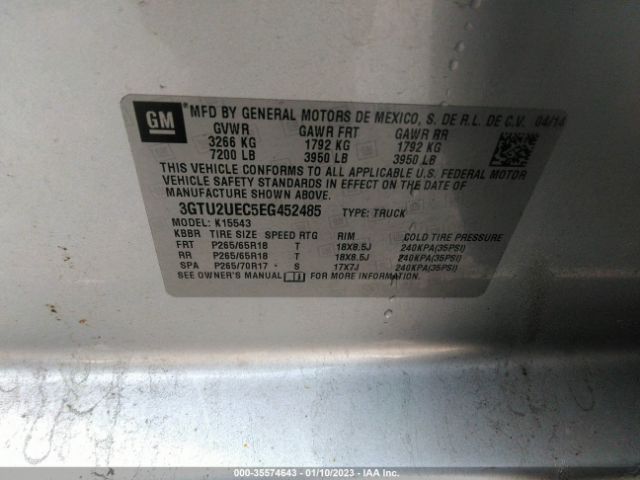 GM ®MFD BY GENERAL MOTORS DE MEXICO, S. DE R.L. DE C.V. 04/14
GVWR GAWR FRT GAWR RR
3266 KG 1792 KG 1792 KG
7200 LB 3950 LB 3950 LB
THIS VEHICLE CONFORMS TO ALL APPLICABLE U.S. FEDERAL MOTOR
VEHICLE SAFETY STANDARDS IN EFFECT ON THE DATE OF
MANUFACTURE SHOWN ABOVE.
3GTU2UEC5EG452485 TYPE: TRUCK
MODEL: K15543
KBBR TIRE SIZE SPEED RTG RIM COLD TIRE PRESSURE
FRT P265/65R18 T 18X8.5J 240KPA(35PSI)
RR P265/65R18 T 18X8.5J 240KPA(35PSI)
SPA P265/70R17 S 17X7J 240KPA(35PSI)
SEE OWNER'S MANUAL FOR MORE INFORMATION.
000-35574643 - 01/10/2023 - IAA Inc.